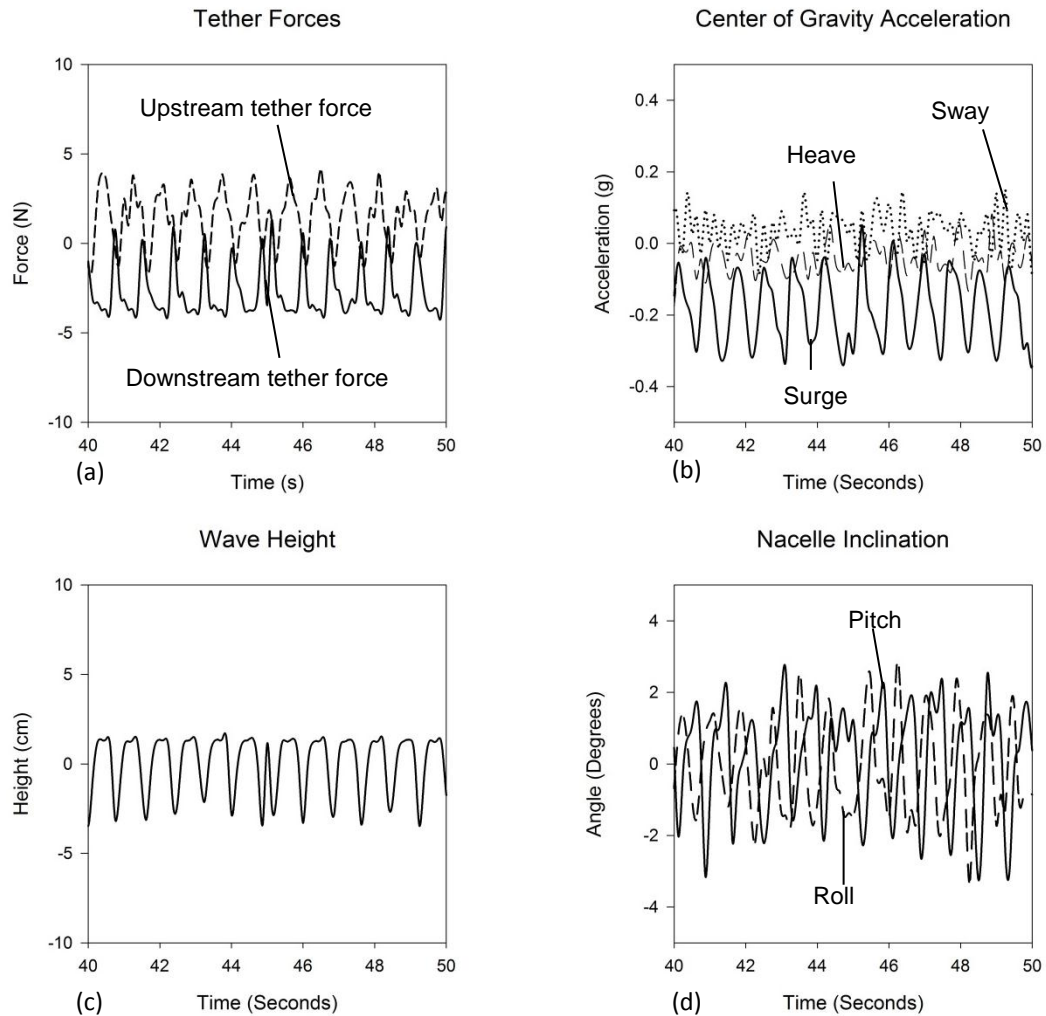 Tether Forces
10
5
0
-5
-10
Force (N)
Upstream tether force
Downstream tether force
40 42 44 46 48 50
(a)
Time (s)
Center of Gravity Acceleration
0.4
0.2
0.0
-0.2
-0.4
Acceleration (g)
Sway
Heave
Surge
40 42 44 46 48 50
(b)
Time (Seconds)
Wave Height
10
5
0
-5
-10
Height (cm)
40 42 44 46 48 50
(c)
Time (Seconds)
Nacelle Inclination
4
2
0
-2
-4
Angle (Degrees)
Pitch
Roll
40 42 44 46 48 50
(d)
Time (Seconds)